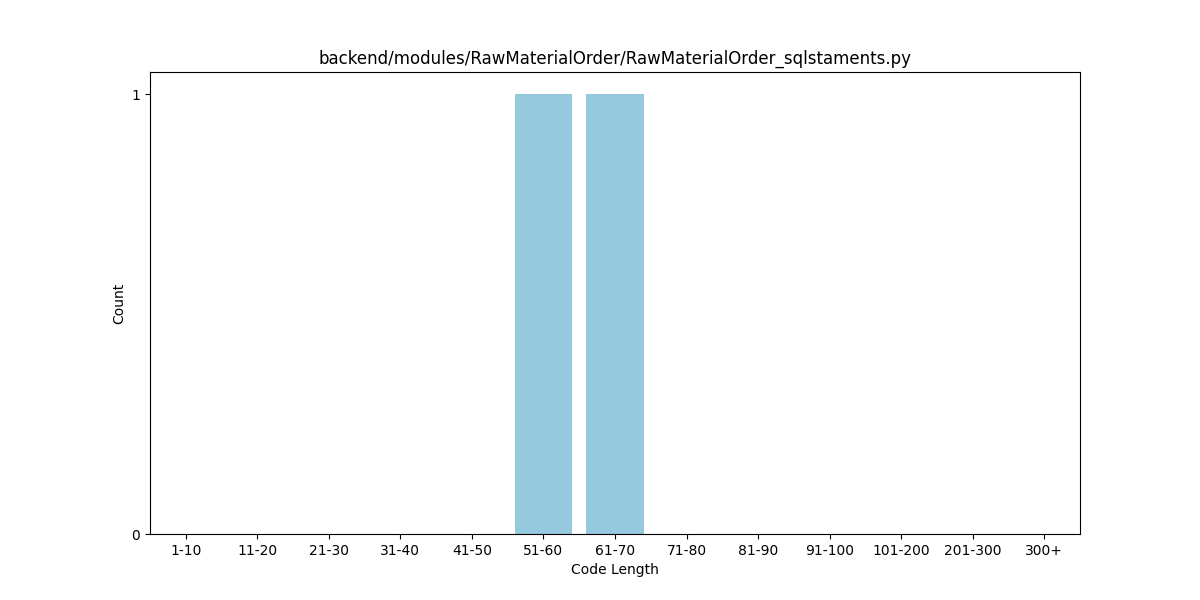 backend/modules/RawMaterialOrder/RawMaterialOrder_sqlstaments.py
1
Count
0
1-10 11-20 21-30 31-40 41-50 51-60 61-70 71-80 81-90 91-100 101-200 201-300 300+
Code Length